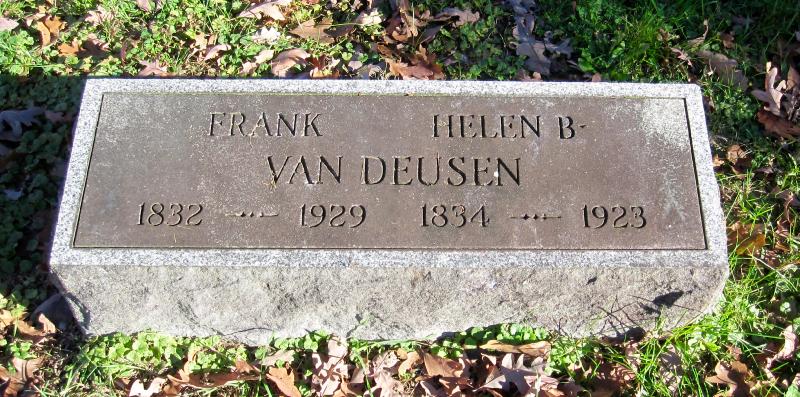 FRANK HELEN B.
VAN DEUSEN
1832 – 1929 1834 – 1923